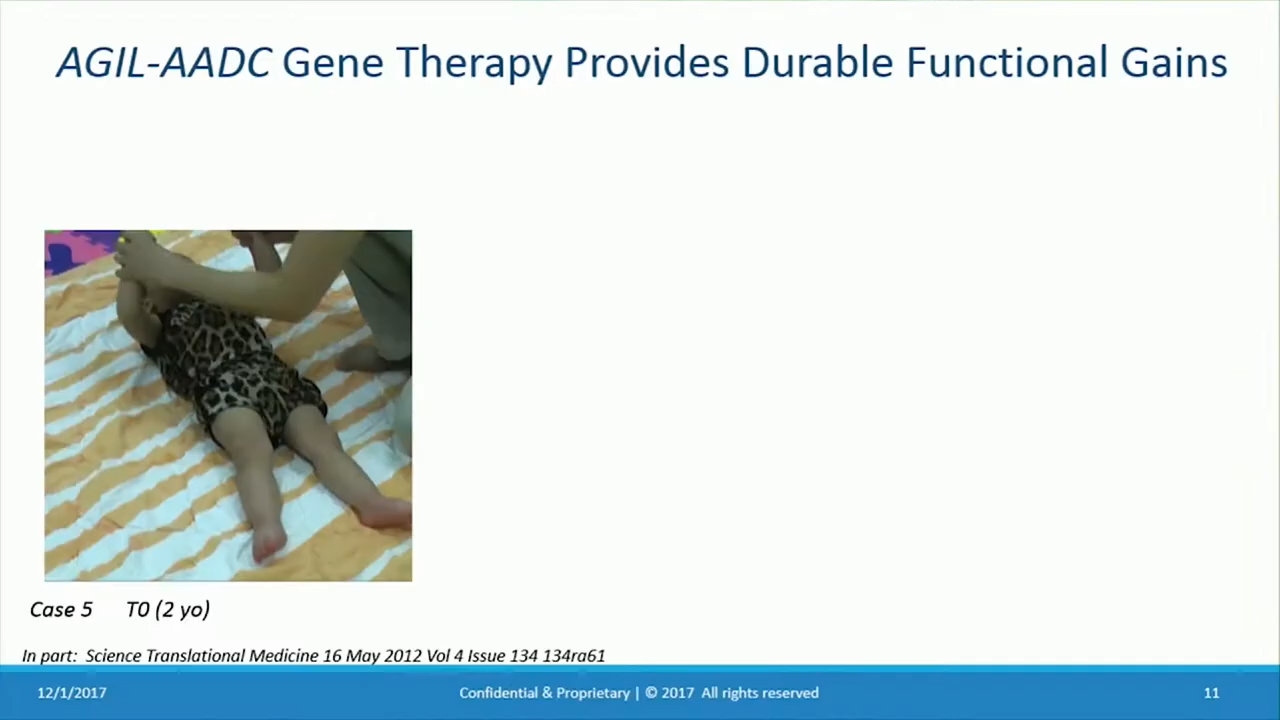 AGIL-AADC Gene Therapy Provides Durable Functional Gains
Case 5 T0 (2 yo)
In part: Science Translational Medicine 16 May 2012 Vol 4 Issue 134 134ra61
12/1/2017
Confidential & Proprietary | © 2017 All rights reserved
11